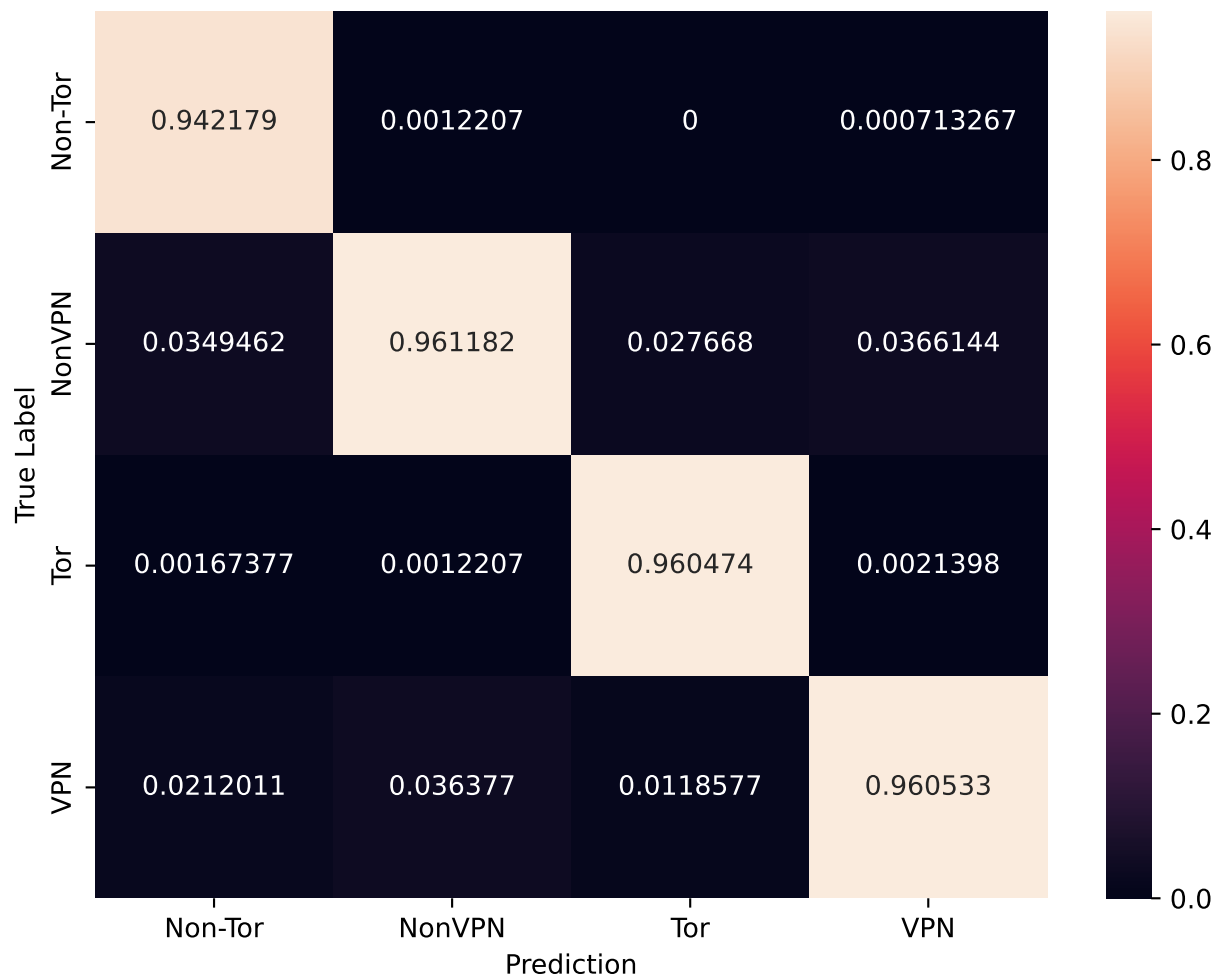 Non-Tor
0.942179 0.0012207 0 0.000713267
0.8
NonVPN
0.0349462 0.961182 0.027668 0.0366144
0.6
True Label
0.4
Tor
0.00167377 0.0012207 0.960474 0.0021398
0.2
VPN
0.0212011 0.036377 0.0118577 0.960533
0.0
Non-Tor NonVPN Tor VPN
Prediction